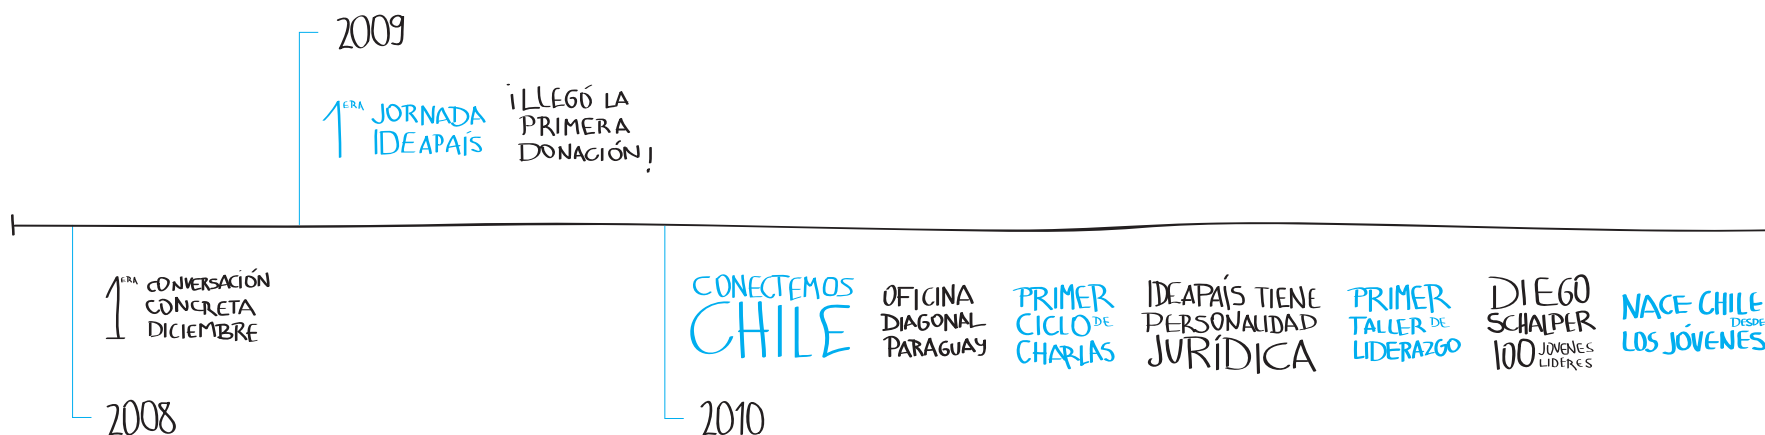 2009
1ERA JORNADA
IDEAPAÍS
¡LLEGÓ LA
PRIMERA
DONACIÓN!
1ERA CONVERSACIÓN
CONCRETA
DICIEMBRE
2008
CONECTEMOS
CHILE
OFICINA
DIAGONAL
PARAGUAY
PRIMER
CICLO DE
CHARLAS
IDEAPAÍS TIENE
PERSONALIDAD
JURÍDICA
PRIMER
TALLER DE
LIDERAZGO
DIEGO
SCHALPER
100 JÓVENES
LIDERES
NACE CHILE
DESDE
LOS JÓVENES
2010